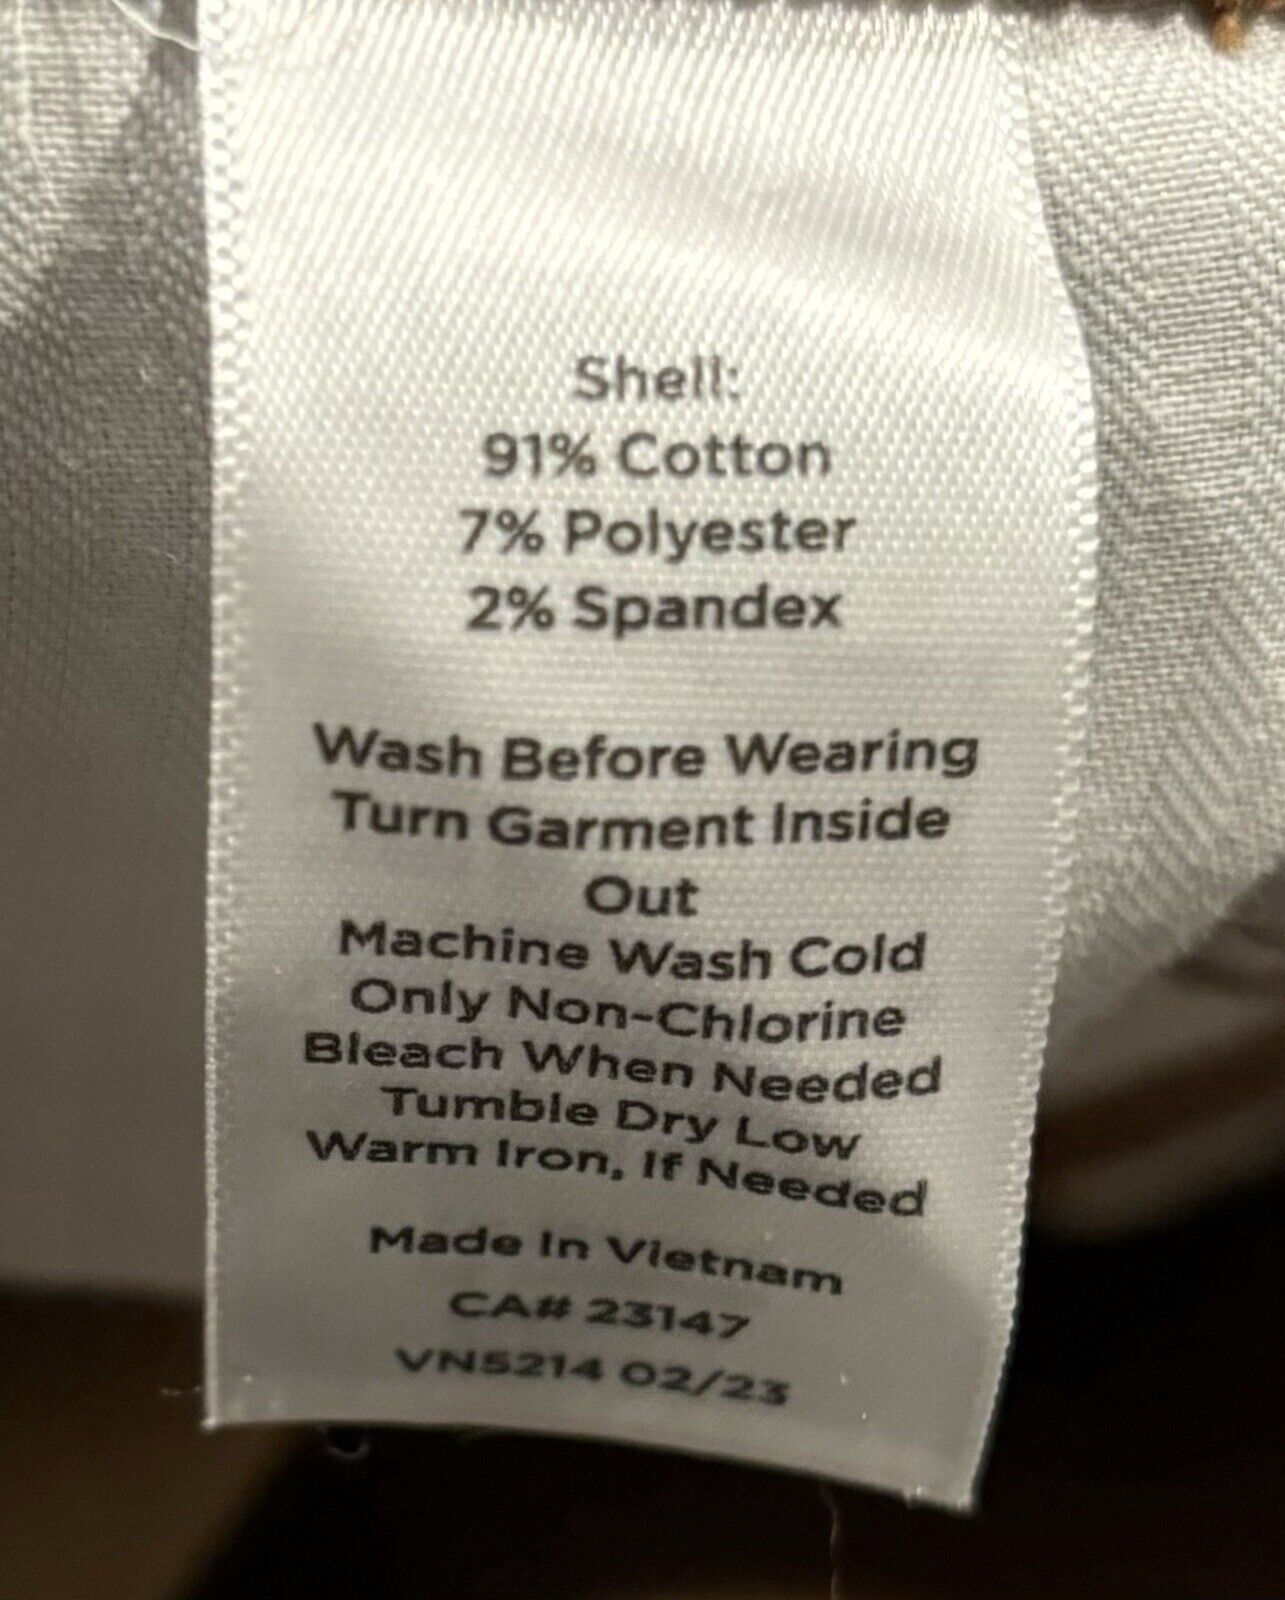 Shell:
91% Cotton
7% Polyester
2% Spandex
Wash Before Wearing
Turn Garment Inside
Out
Machine Wash Cold
Only Non-Chlorine
Bleach When Needed
Tumble Dry Low
Warm Iron, If Needed
Made In Vietnam
CA# 23147
VN5214 02/23